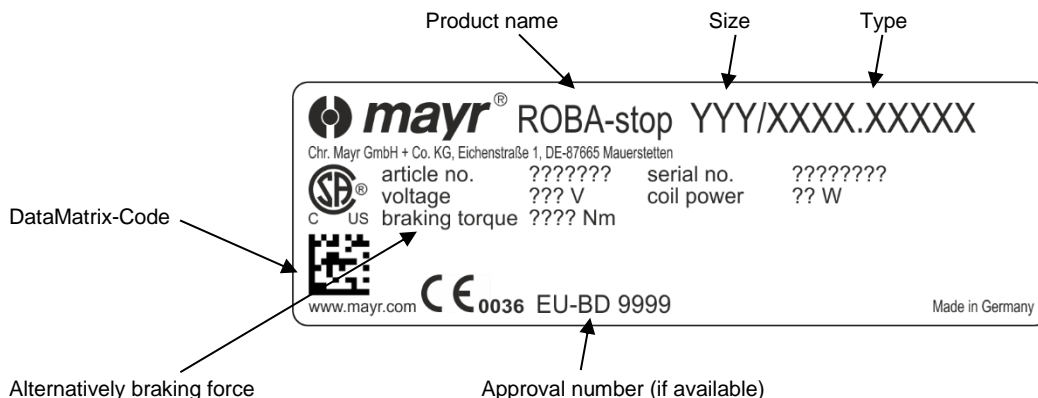 Product name Size Type
mayr® ROBA-stop YYY/XXXX.XXXXX
Chr. Mayr GmbH + Co. KG, Eichenstraße 1, DE-87665 Mauerstetten
article no. ??????? serial no. ????????
SA® voltage ??? V coil power ?? W
C US braking torque ???? Nm
DataMatrix-Code
www.mayr.com CE 0036 EU-BD 9999 Made in Germany
Alternatively braking force Approval number (if available)